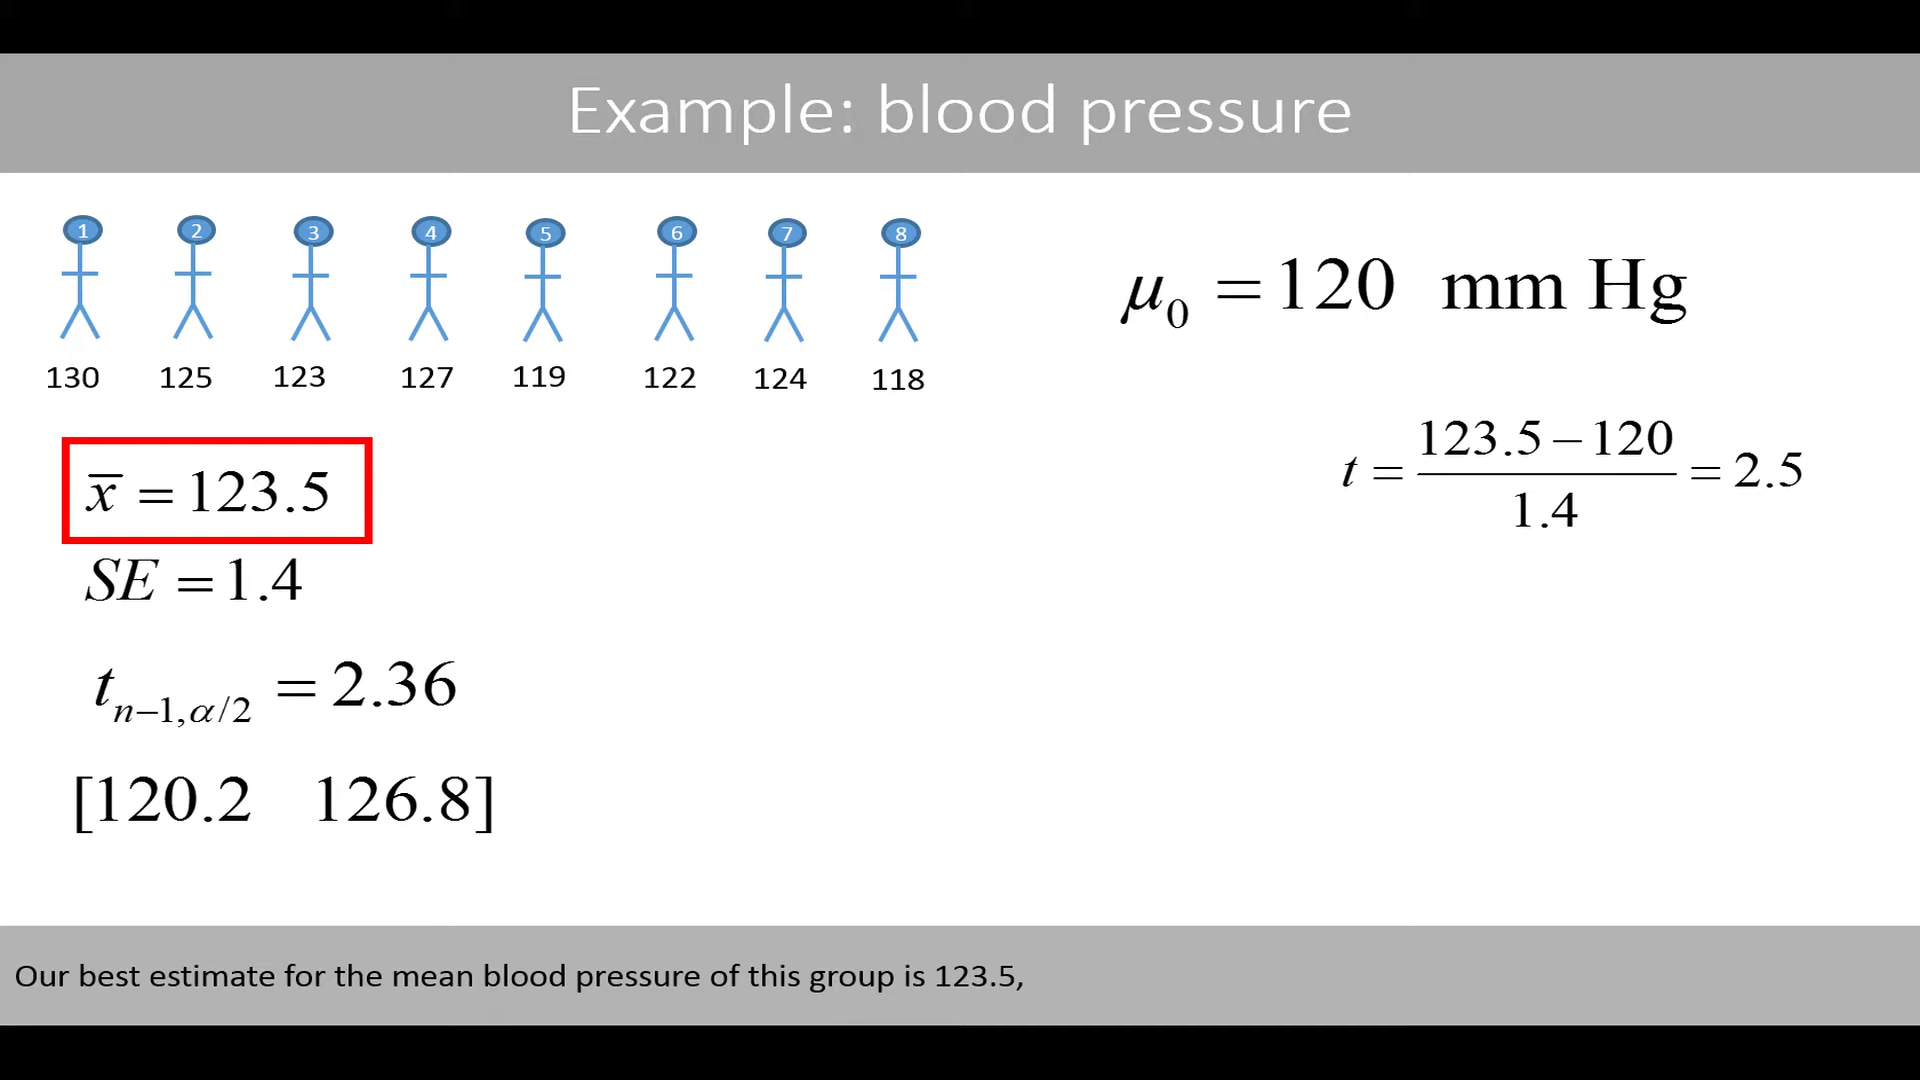 Example: blood pressure
1 2 3 4 5 6 7 8
130 125 123 127 119 122 124 118
μ₀ = 120 mm Hg
x̅ = 123.5
t = (123.5 – 120) / 1.4 = 2.5
SE = 1.4
tₙ₋₁,α/2 = 2.36
[120.2 126.8]
Our best estimate for the mean blood pressure of this group is 123.5,